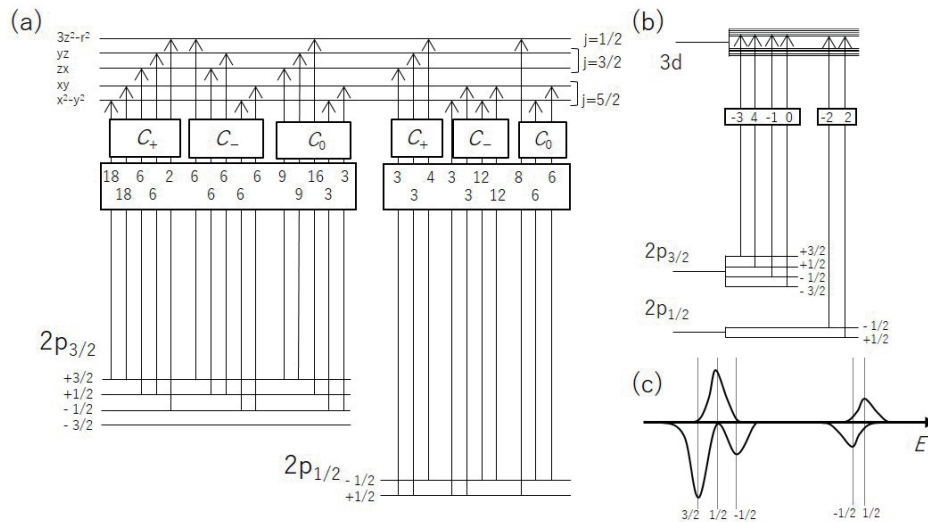 (a)
3z²-r²
yz
zx
xy
x²-y²
j=1/2
j=3/2
j=5/2
C₊ C₋ C₀ C₊ C₋ C₀
18 6 2 6 6 6 9 16 3 3 4 3 12 8 6
18 6 6 6 9 3 3 3 12 6
2p3/2
+3/2
+1/2
- 1/2
- 3/2
2p1/2
- 1/2
+1/2
(b)
3d
-3 4 -1 0 -2 2
2p3/2
+3/2
+1/2
- 1/2
- 3/2
2p1/2
- 1/2
+1/2
(c)
E
3/2 1/2 -1/2 -1/2 1/2